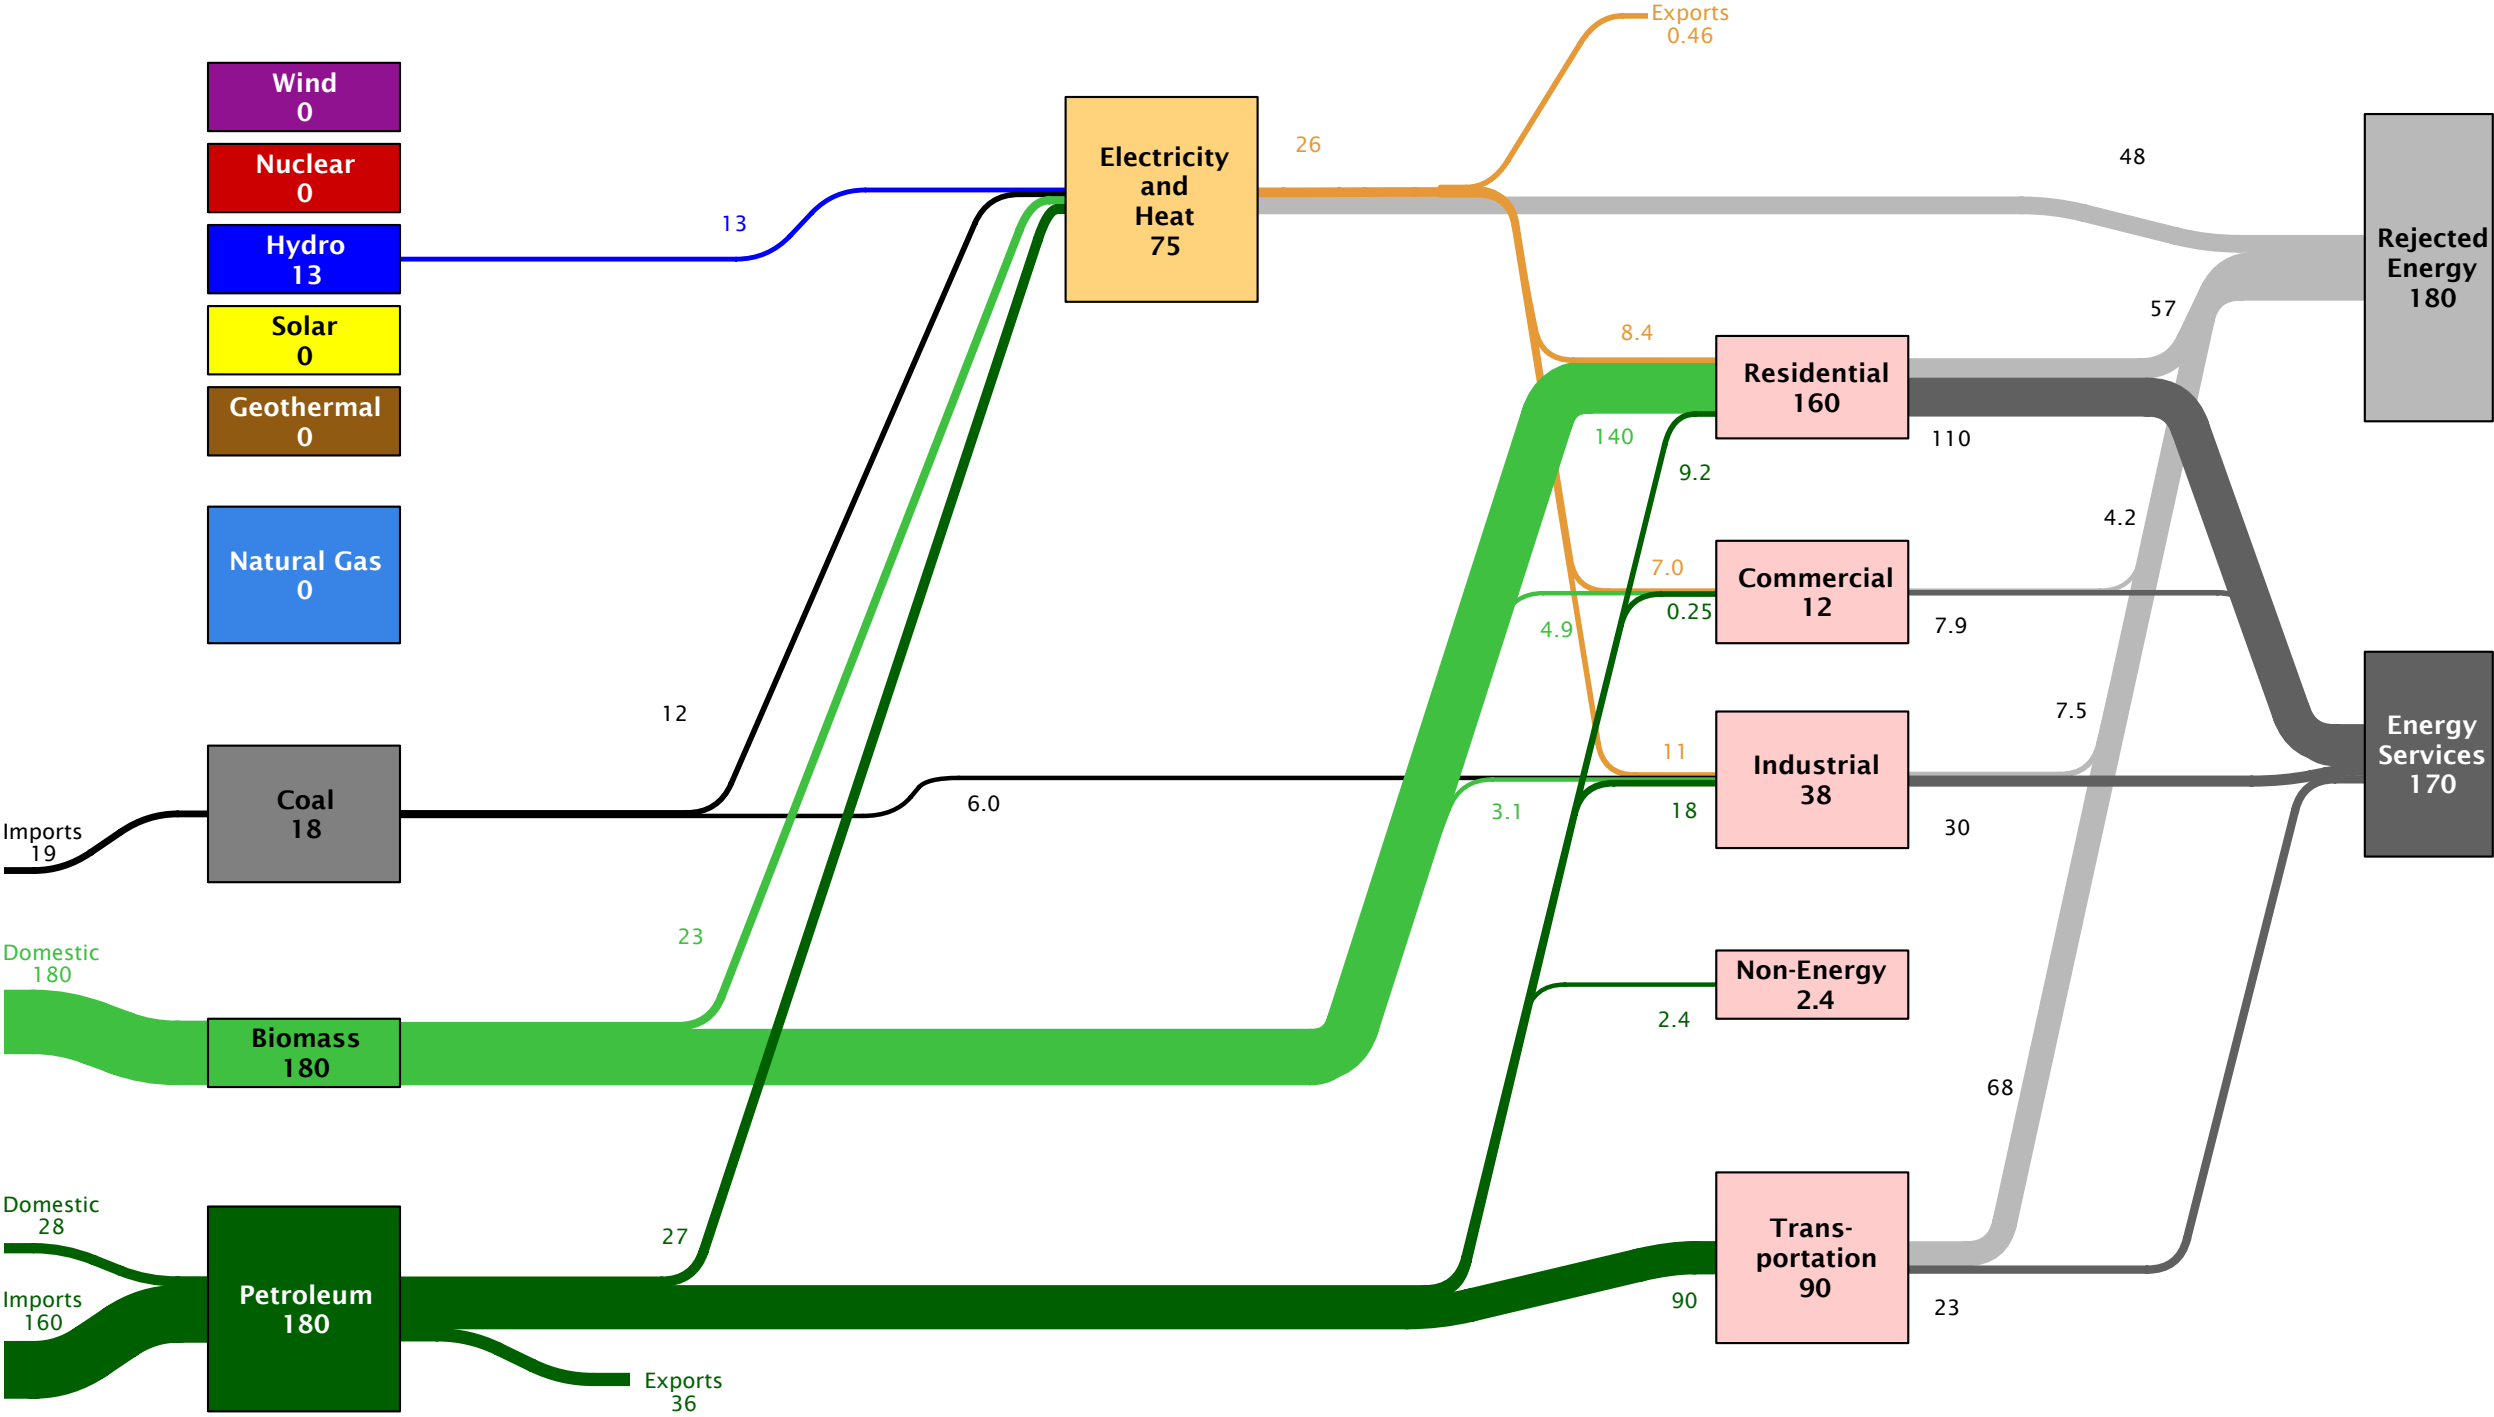 Exports
0.46
Wind
0
Nuclear
0
Hydro
13
Solar
0
Geothermal
0
Natural Gas
0
Imports
19
Coal
18
Domestic
180
Biomass
180
Domestic
28
Imports
160
Petroleum
180
Exports
36
13
12
6.0
23
27
Electricity
and
Heat
75
26
8.4
140
9.2
7.0
0.25
4.9
11
3.1
18
2.4
90
Residential
160
Commercial
12
Industrial
38
Non-Energy
2.4
Trans-
portation
90
48
57
110
4.2
7.9
7.5
30
68
23
Rejected
Energy
180
Energy
Services
170